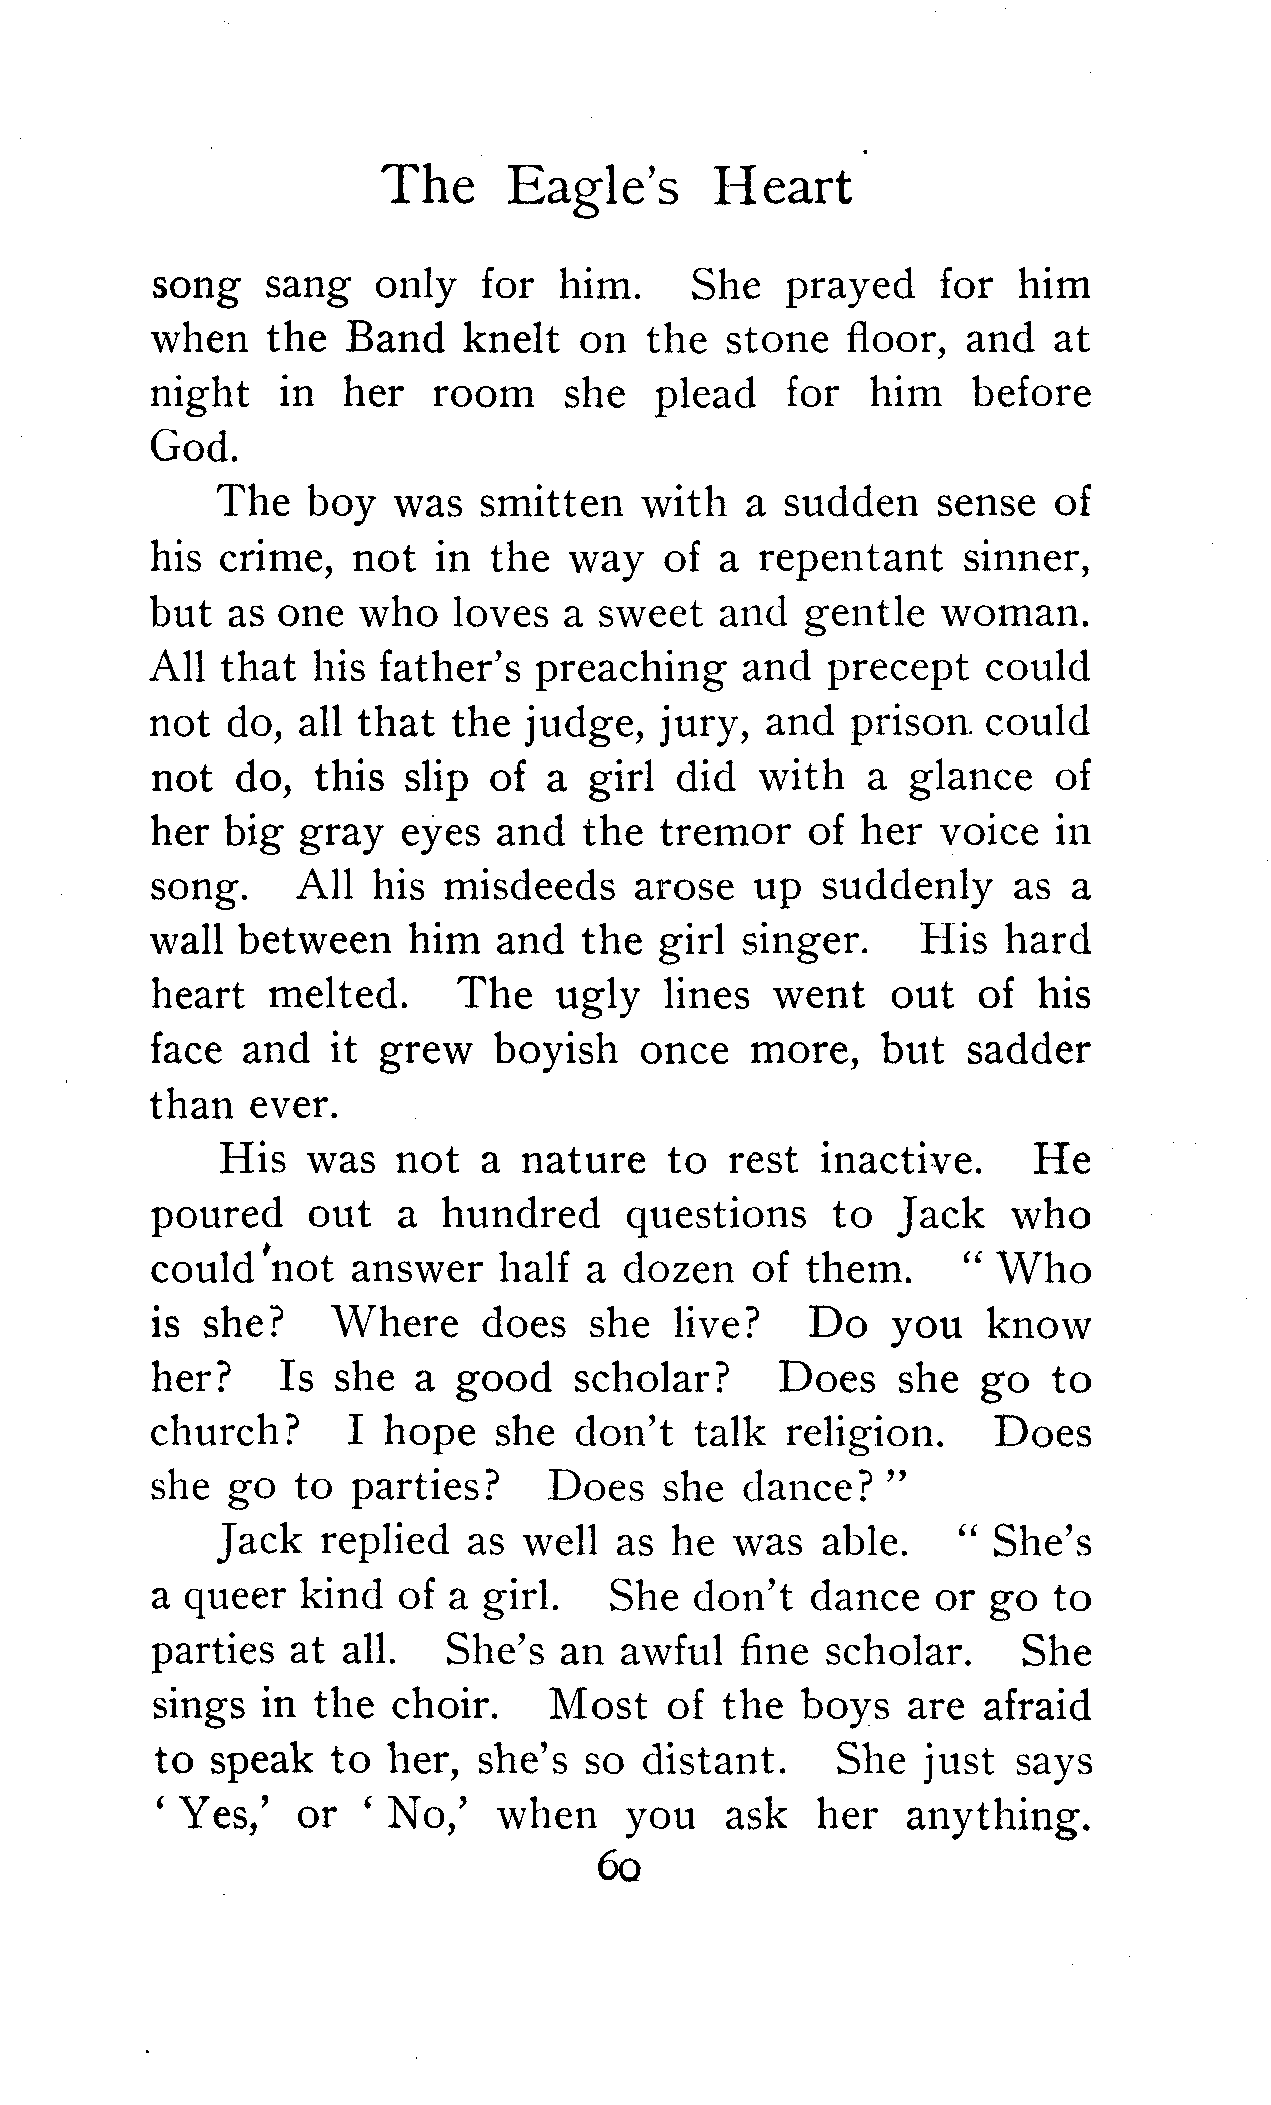 The Eagle's Heart
song sang only for him. She prayed for him
when the Band knelt on the stone floor, and at
night in her room she plead for him before
God.
The boy was smitten with a sudden sense of
his crime, not in the way of a repentant sinner,
but as one who loves a sweet and gentle woman.
All that his father's preaching and precept could
not do, all that the judge, jury, and prison could
not do, this slip of a girl did with a glance of
her big gray eyes and the tremor of her voice in
song. All his misdeeds arose up suddenly as a
wall between him and the girl singer. His hard
heart melted. The ugly lines went out of his
face and it grew boyish once more, but sadder
than ever.
His was not a nature to rest inactive. He
poured out a hundred questions to Jack who
could not answer half a dozen of them. " Who
is she? Where does she live? Do you know
her? Is she a good scholar? Does she go to
church? I hope she don't talk religion. Does
she go to parties? Does she dance? "
Jack replied as well as he was able. " She's
a queer kind of a girl. She don't dance or go to
parties at all. She's an awful fine scholar. She
sings in the choir. Most of the boys are afraid
to speak to her, she's so distant. She just says
' Yes,' or ' No,' when you ask her anything.
60